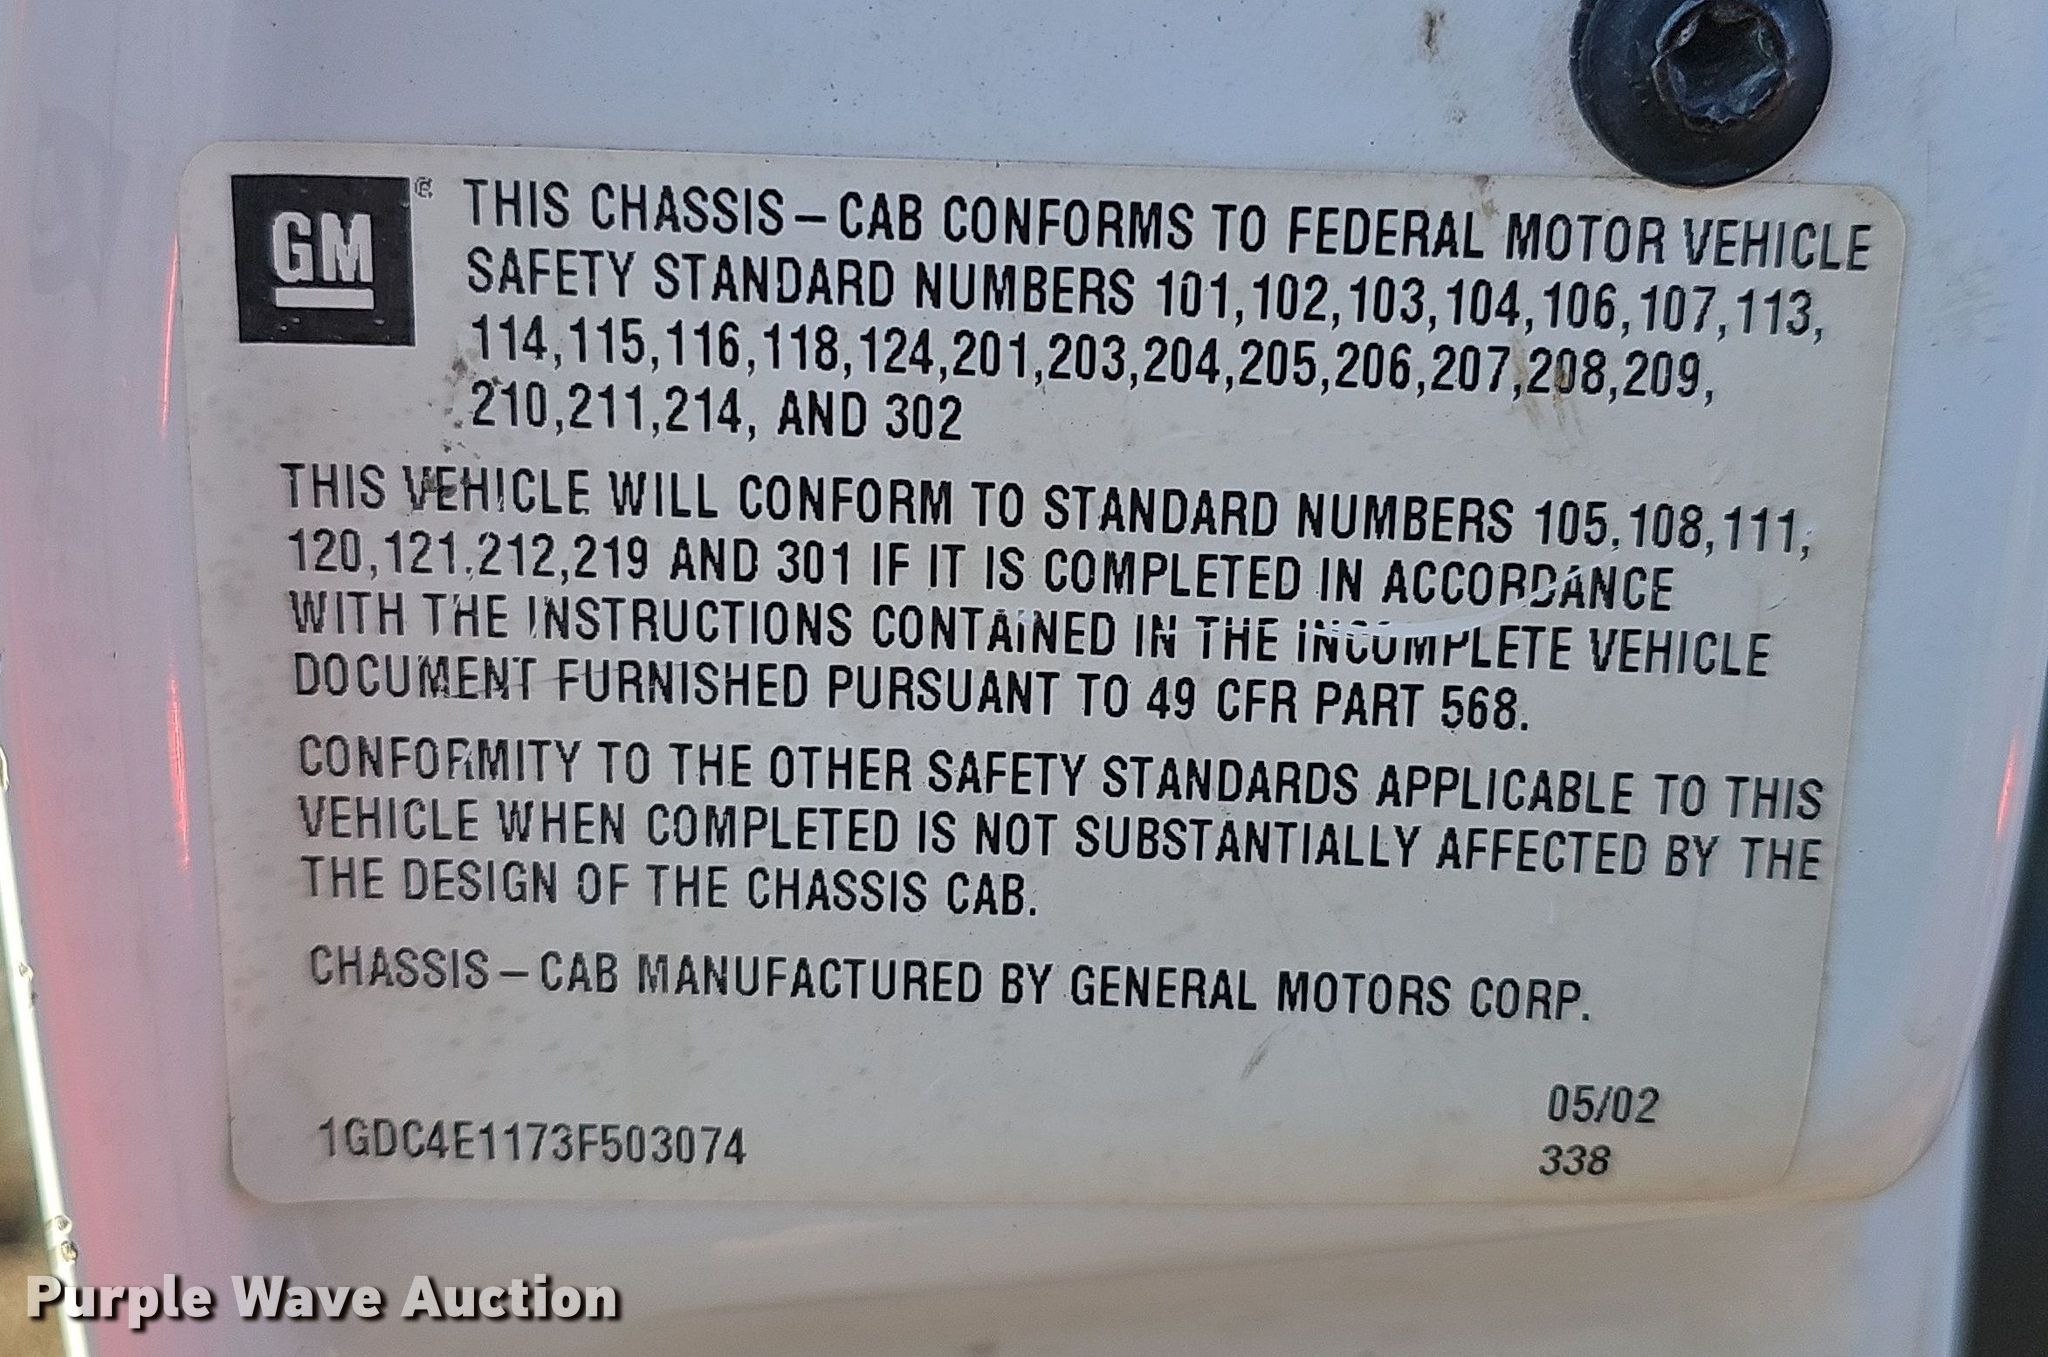 GM
THIS CHASSIS-CAB CONFORMS TO FEDERAL MOTOR VEHICLE
SAFETY STANDARD NUMBERS 101,102,103,104,106,107,113,
114,115,116,118,124,201,203,204,205,206,207,208,209,
210,211,214, AND 302
THIS VEHICLE WILL CONFORM TO STANDARD NUMBERS 105,108,111,
120,121,212,219 AND 301 IF IT IS COMPLETED IN ACCORDANCE
WITH THE INSTRUCTIONS CONTAINED IN THE INCOMPLETE VEHICLE
DOCUMENT FURNISHED PURSUANT TO 49 CFR PART 568.
CONFORMITY TO THE OTHER SAFETY STANDARDS APPLICABLE TO THIS
VEHICLE WHEN COMPLETED IS NOT SUBSTANTIALLY AFFECTED BY THE
THE DESIGN OF THE CHASSIS CAB.
CHASSIS-CAB MANUFACTURED BY GENERAL MOTORS CORP.
05/02
1GDC4E1173F503074
338
Purple Wave Auction